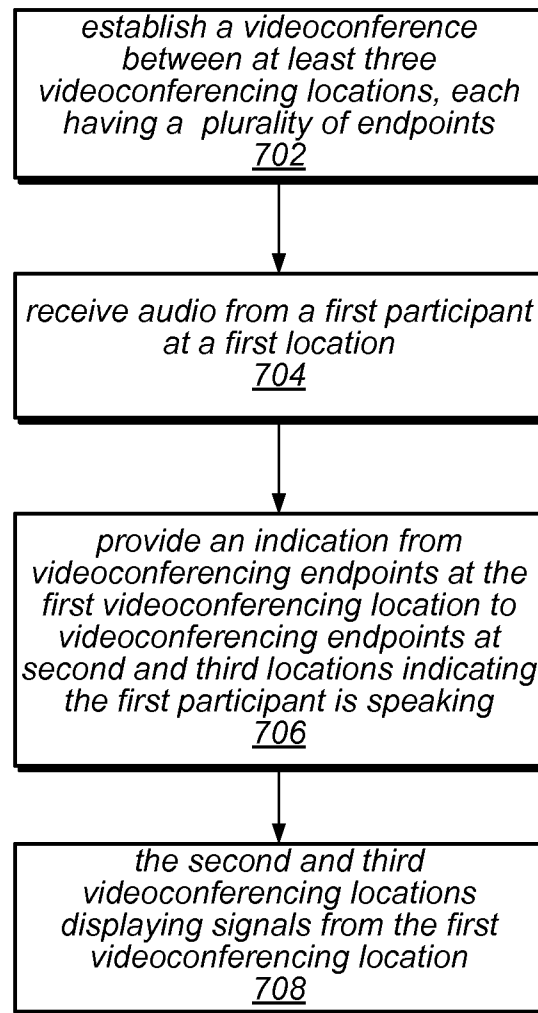 establish a videoconference
between at least three
videoconferencing locations, each
having a plurality of endpoints
702
receive audio from a first participant
at a first location
704
provide an indication from
videoconferencing endpoints at the
first videoconferencing location to
videoconferencing endpoints at
second and third locations indicating
the first participant is speaking
706
the second and third
videoconferencing locations
displaying signals from the first
videoconferencing location
708